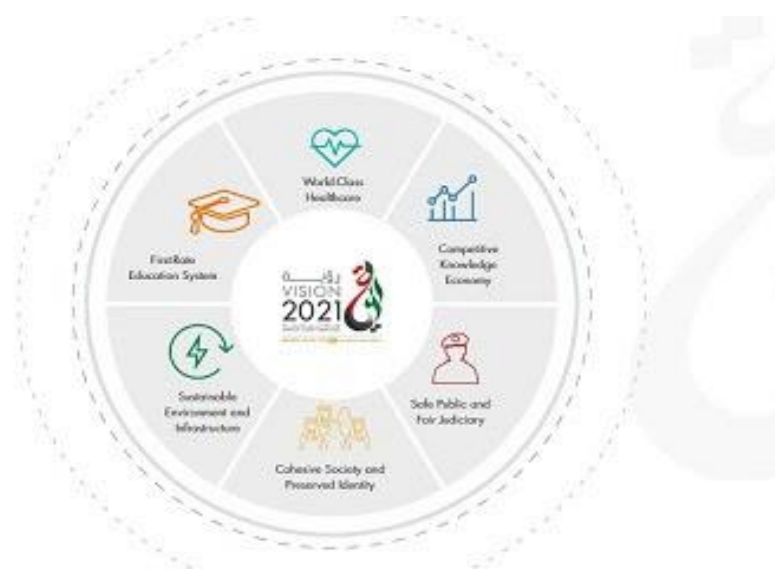 World-Class
Healthcare
Competitive
Knowledge
Economy
Safe Public and
Fair Judiciary
Cohesive Society and
Preserved Identity
Sustainable
Environment and
Infrastructure
First-Rate
Education System
رؤيــــة
VISION
2021